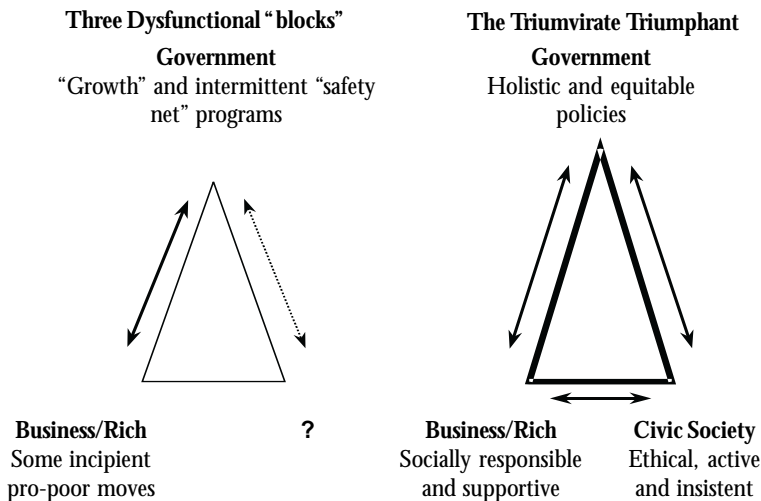 Three Dysfunctional “blocks”
Government
“Growth” and intermittent “safety
net” programs
Business/Rich
Some incipient
pro-poor moves
?
The Triumvirate Triumphant
Government
Holistic and equitable
policies
Business/Rich
Socially responsible
and supportive
Civic Society
Ethical, active
and insistent